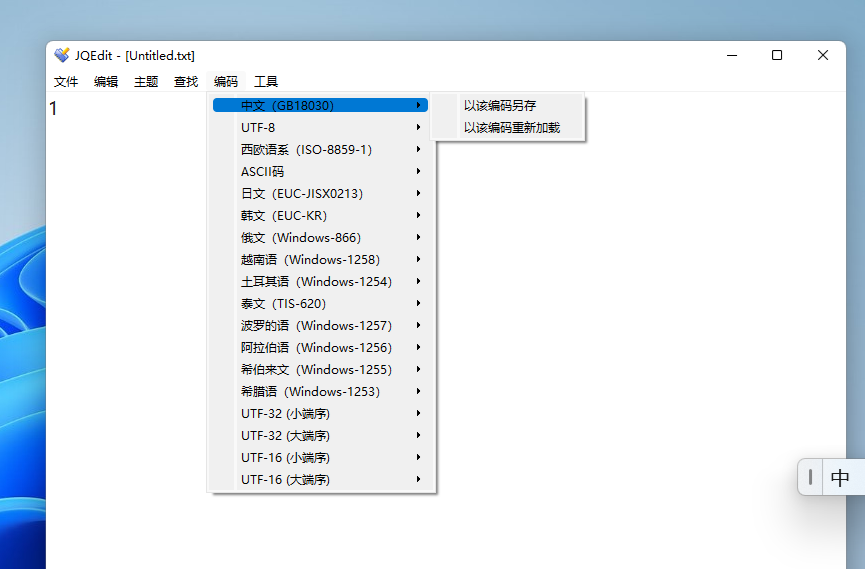 JQEdit - [Untitled.txt]
文件 编辑 主题 查找 编码 工具
1
中文（GB18030）
以该编码另存
以该编码重新加载
UTF-8
西欧语系（ISO-8859-1）
ASCII码
日文（EUC-JISX0213）
韩文（EUC-KR）
俄文（Windows-866）
越南语（Windows-1258）
土耳其语（Windows-1254）
泰文（TIS-620）
波罗的语（Windows-1257）
阿拉伯语（Windows-1256）
希伯来文（Windows-1255）
希腊语（Windows-1253）
UTF-32 (小端序)
UTF-32 (大端序)
UTF-16 (小端序)
UTF-16 (大端序)
中